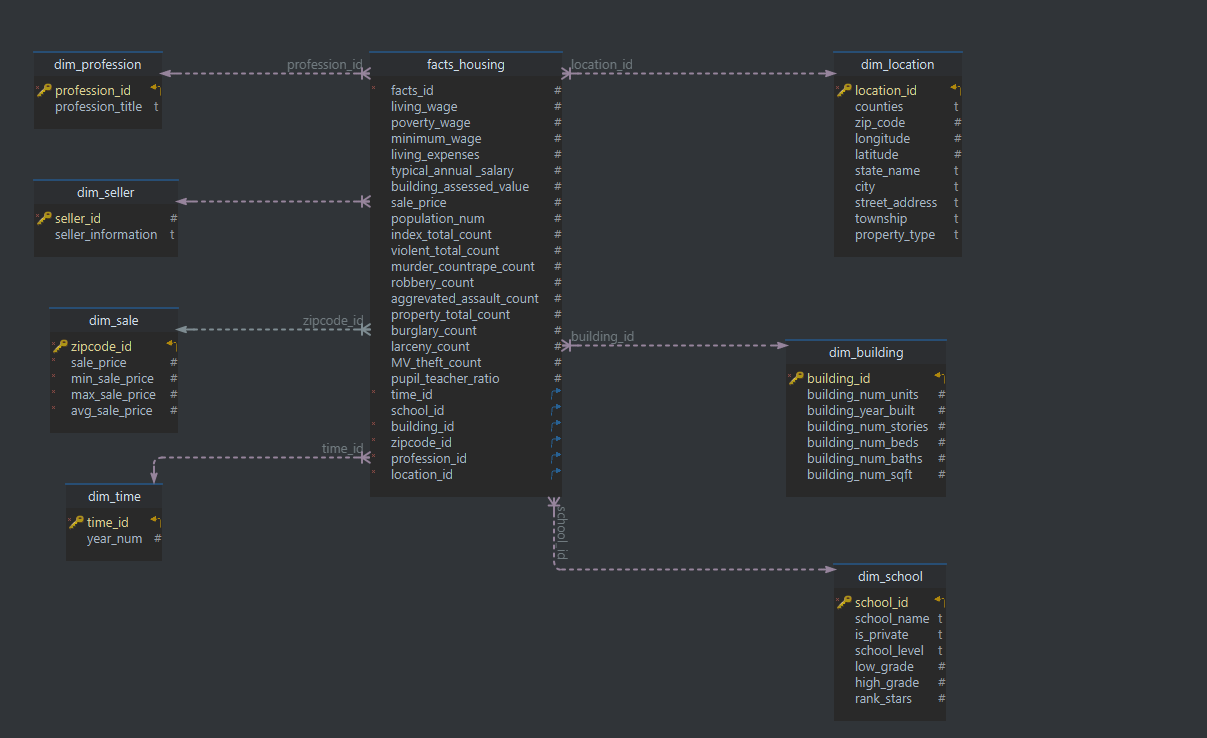 dim_profession
profession_id
profession_title t
profession_id
facts_housing
facts_id #
living_wage #
poverty_wage #
minimum_wage #
living_expenses #
typical_annual _salary #
building_assessed_value #
sale_price #
population_num #
index_total_count #
violent_total_count #
murder_countrape_count #
robbery_count #
aggrevated_assault_count #
property_total_count #
burglary_count #
larceny_count #
MV_theft_count #
pupil_teacher_ratio #
time_id
school_id
building_id
zipcode_id
profession_id
location_id
location_id
dim_location
location_id
counties t
zip_code #
longitude #
latitude #
state_name t
city t
street_address t
township t
property_type t
dim_seller
seller_id #
seller_information t
dim_sale
zipcode_id
sale_price #
min_sale_price #
max_sale_price #
avg_sale_price #
zipcode_id
building_id
dim_building
building_id
building_num_units #
building_year_built #
building_num_stories #
building_num_beds #
building_num_baths #
building_num_sqft #
time_id
dim_time
time_id
year_num #
school_id
dim_school
school_id
school_name t
is_private t
school_level t
low_grade #
high_grade #
rank_stars #